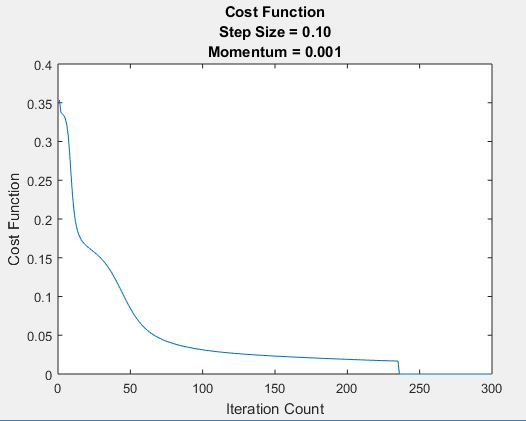 Cost Function
Step Size = 0.10
Momentum = 0.001
0.4
0.35
0.3
0.25
0.2
0.15
0.1
0.05
0
Cost Function
0 50 100 150 200 250 300
Iteration Count